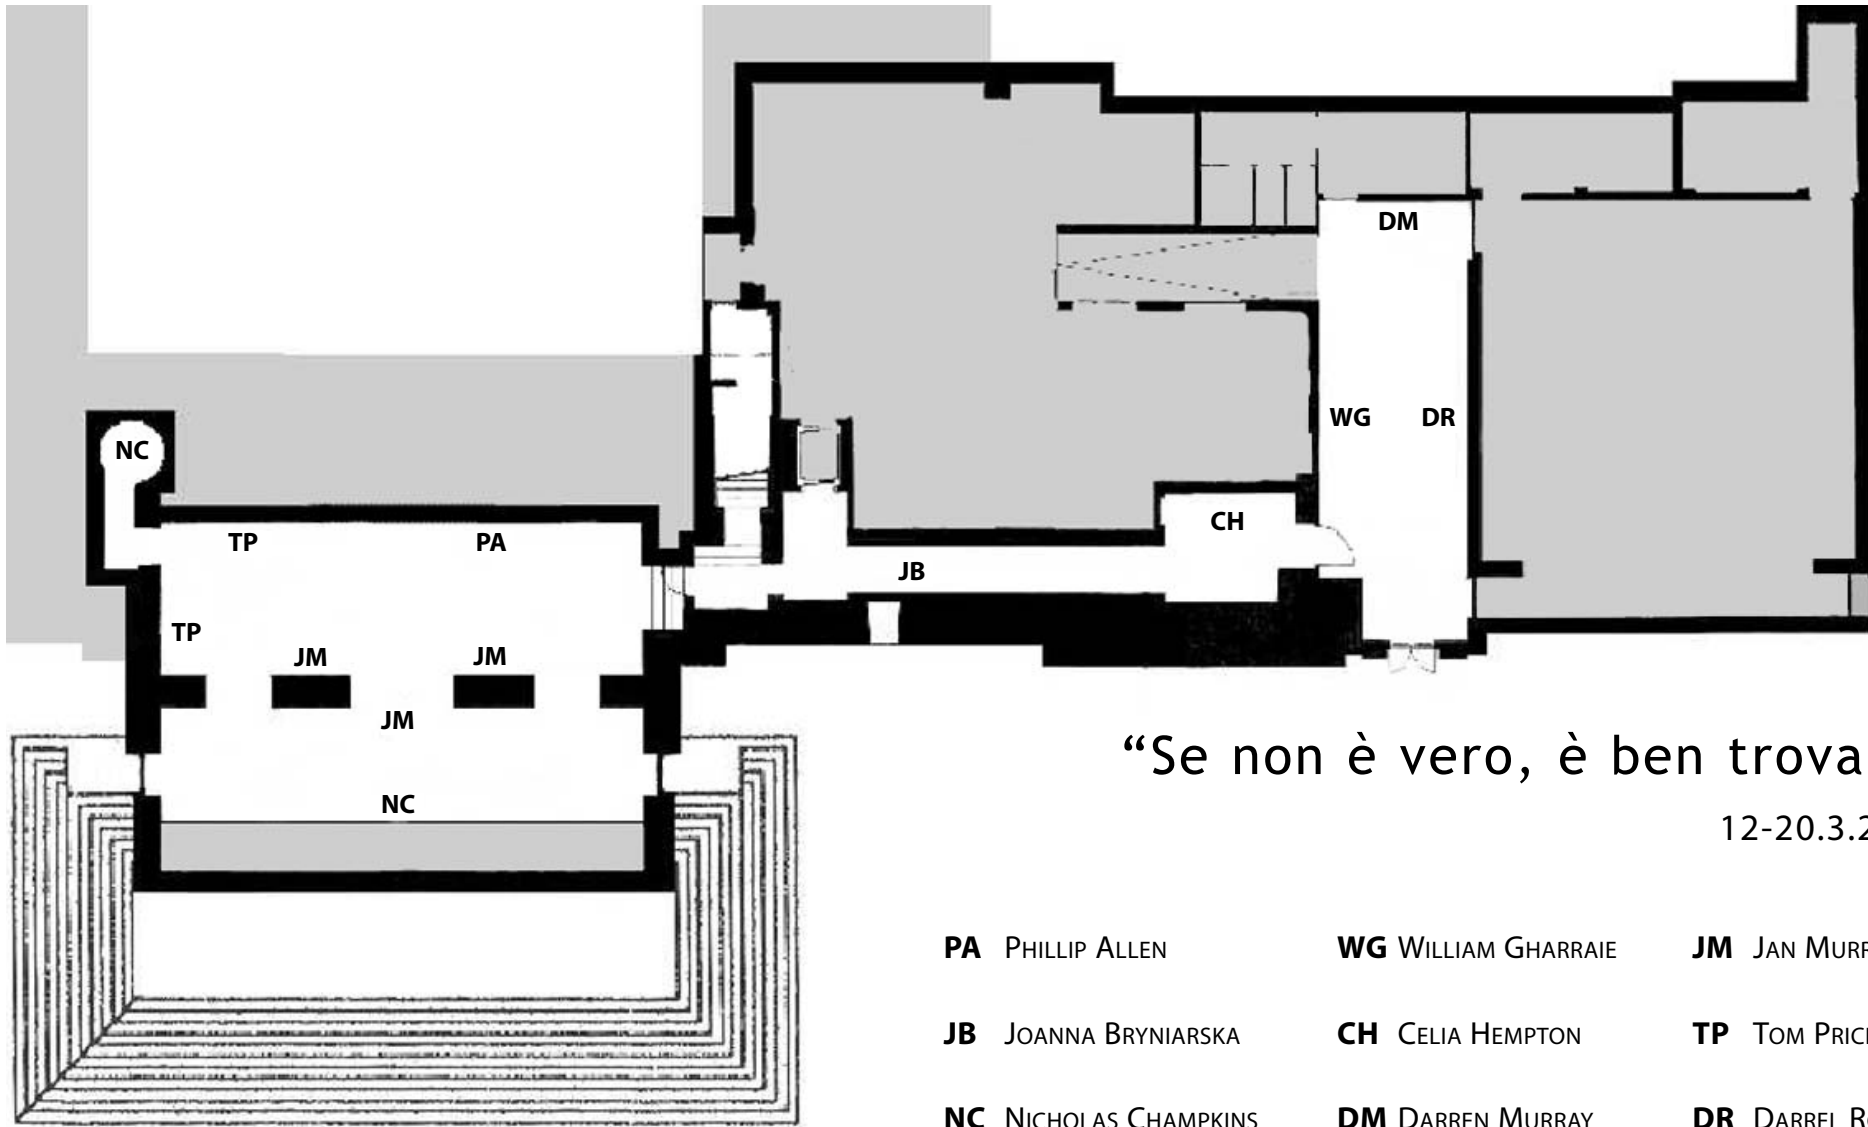 DM
WG DR
NC
CH
TP PA
JB
TP
JM JM
JM
NC
“Se non è vero, è ben trova
12-20.3.2
PA PHILLIP ALLEN
WG WILLIAM GHARRAIE
JM JAN MURR
JB JOANNA BRYNIARSKA
CH CELIA HEMPTON
TP TOM PRIC
NC NICHOLAS CHAMPKINS
DM DARREN MURRAY
DR DARREL R